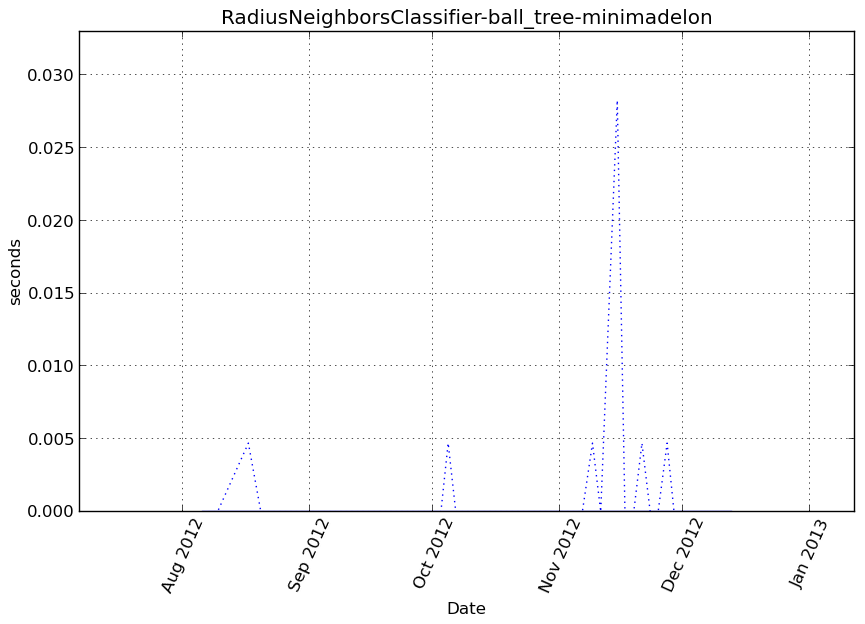 RadiusNeighborsClassifier-ball_tree-minimadelon
0.030
0.025
0.020
0.015
0.010
0.005
0.000
seconds
Aug 2012
Sep 2012
Oct 2012
Nov 2012
Dec 2012
Jan 2013
Date